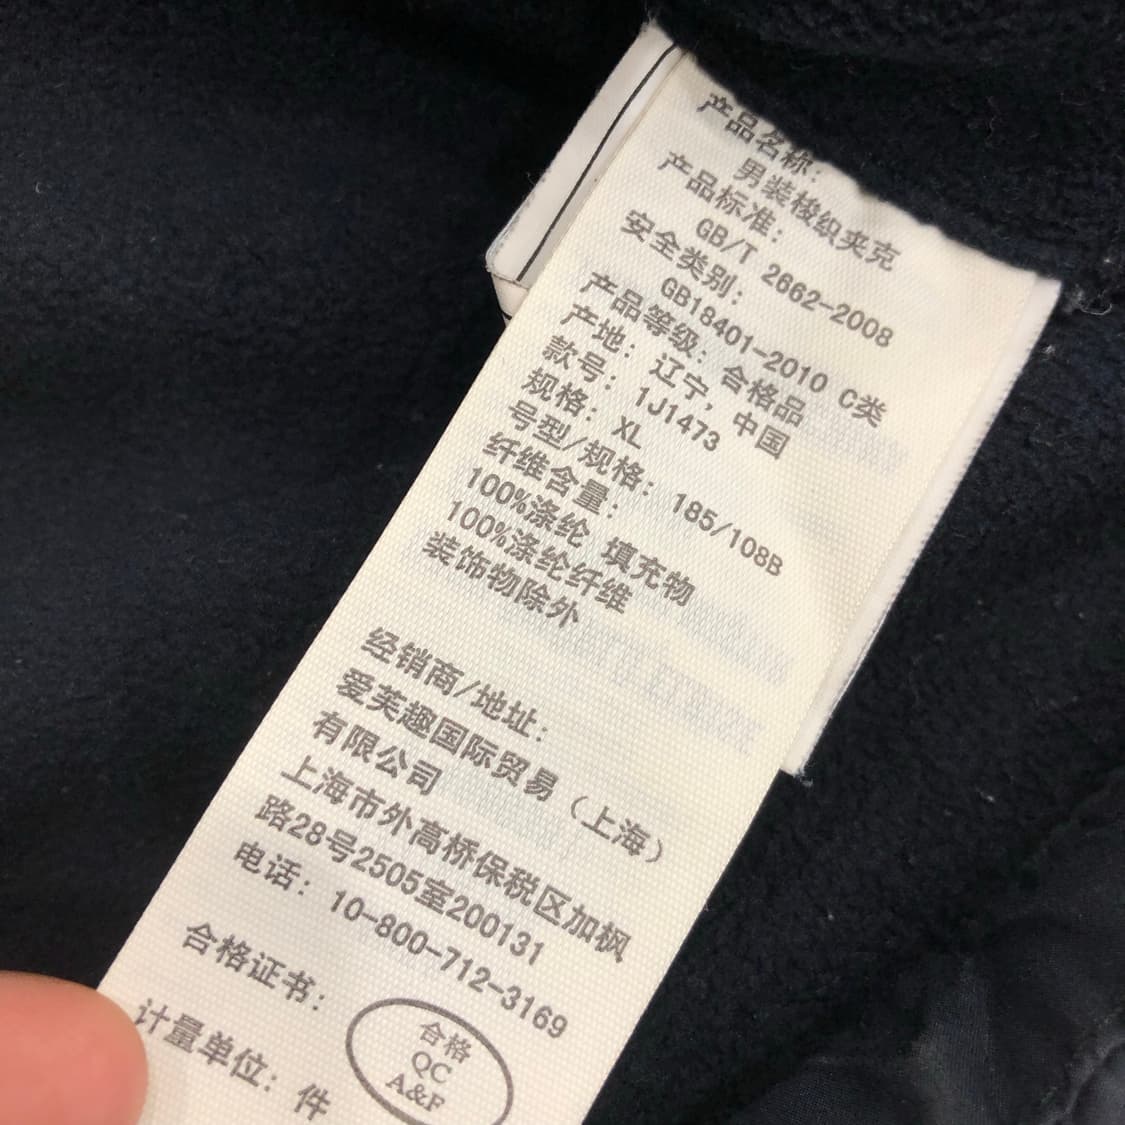 产品名称:
男装梭织夹克
产品标准:
GB/T 2662-2008
安全类别:
GB18401-2010 C类
产品等级: 合格品
产地: 辽宁, 中国
款号: 1J1473
规格: XL
号型/规格: 185/108B
纤维含量:
100%涤纶 填充物
100%涤纶纤维
装饰物除外
经销商/地址:
爱芙趣国际贸易（上海）
有限公司
上海市外高桥保税区加枫
路28号2505室200131
电话: 10-800-712-3169
合格证书:
合格
QC
A&F
计量单位: 件